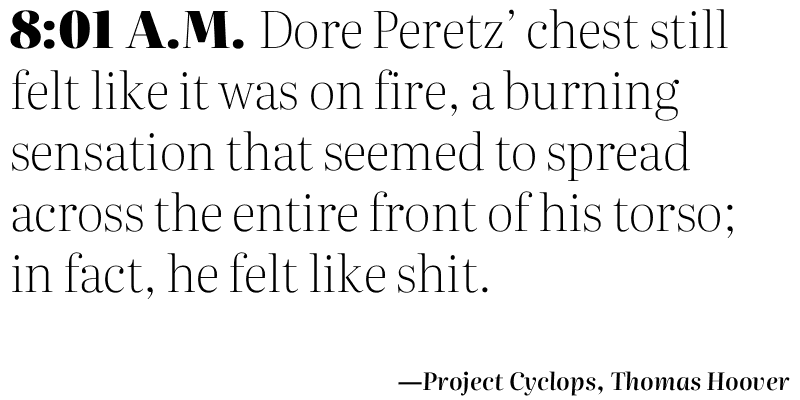 8:01 A.M. Dore Peretz’ chest still
felt like it was on fire, a burning
sensation that seemed to spread
across the entire front of his torso;
in fact, he felt like shit.
—Project Cyclops, Thomas Hoover